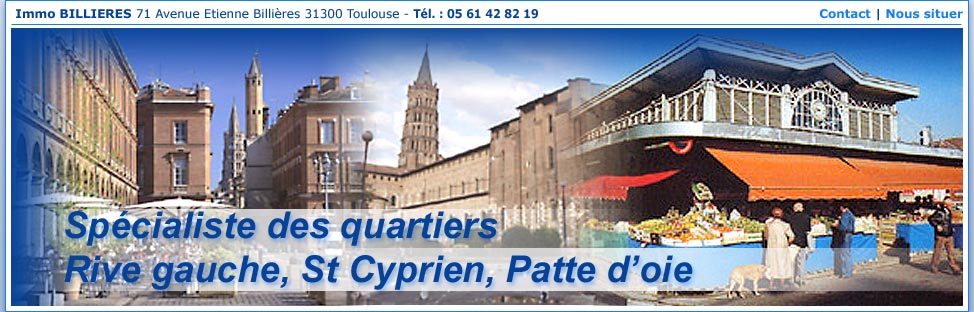 Immo BILLIERES 71 Avenue Etienne Billières 31300 Toulouse - Tél. : 05 61 42 82 19
Contact | Nous situer
Spécialiste des quartiers
Rive gauche, St Cyprien, Patte d’oie